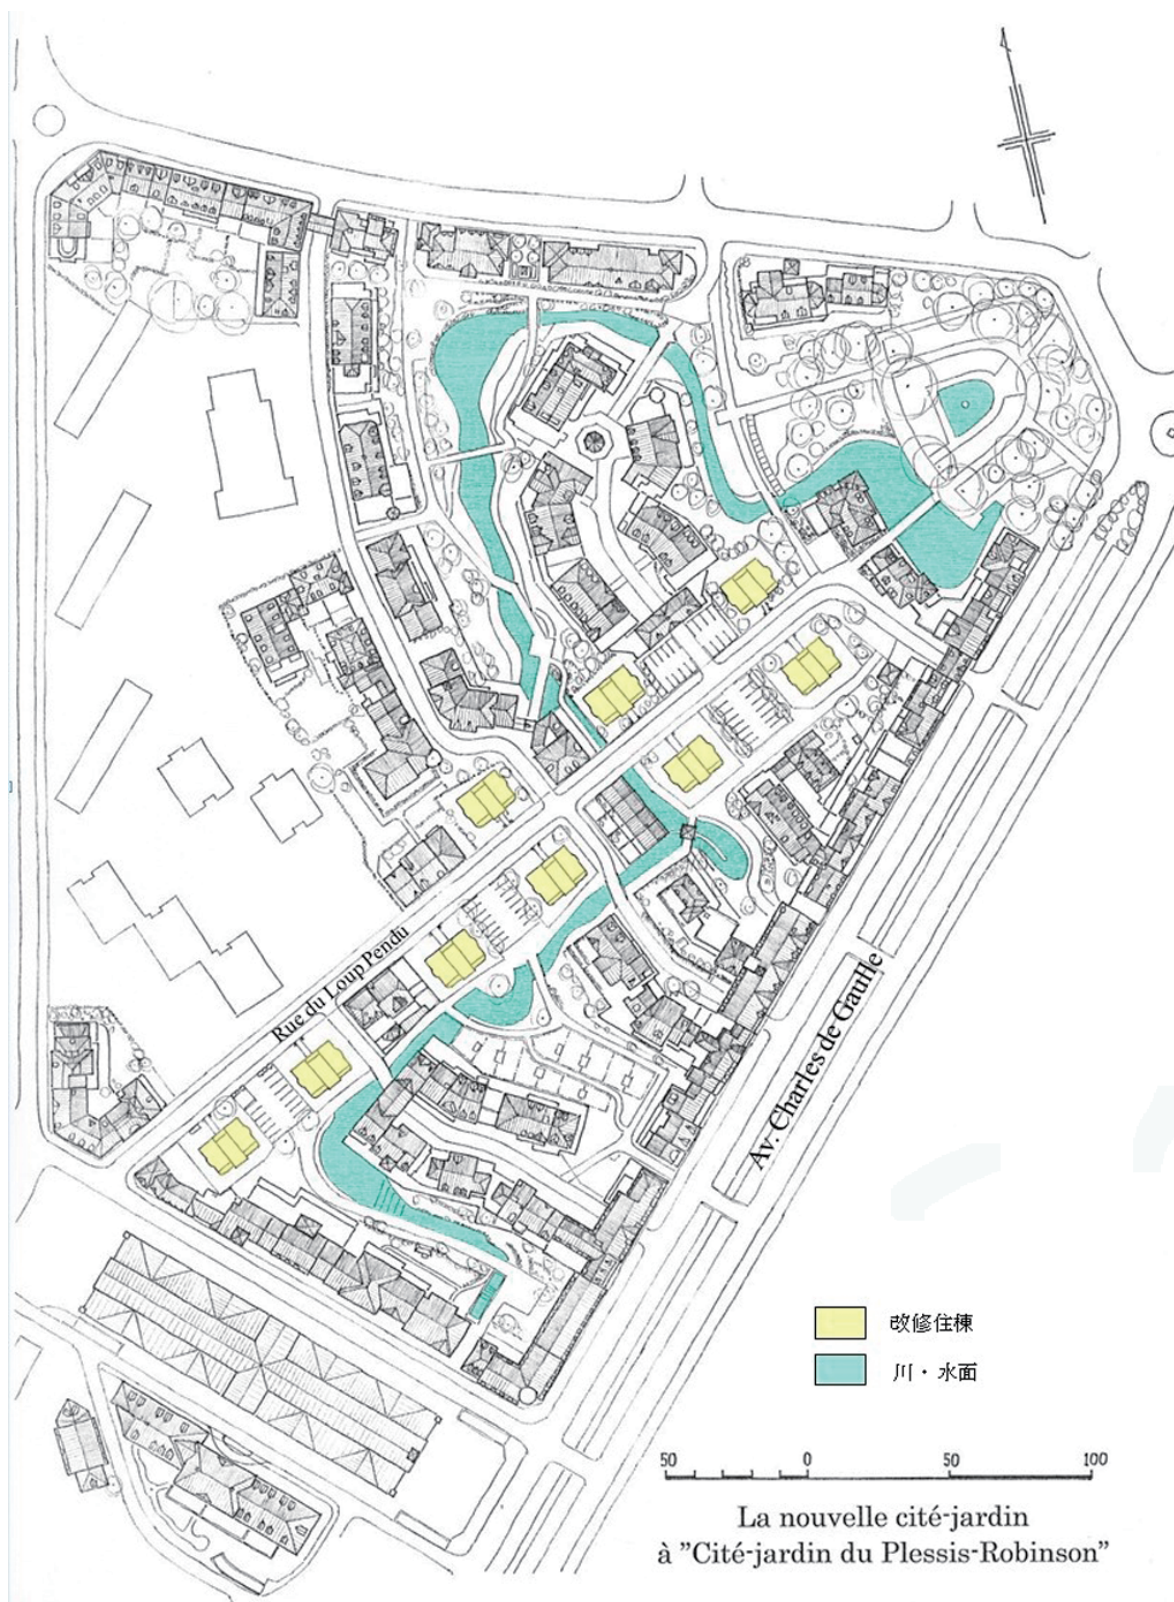 Rue du Loup Pendu
Av. Charles de Gaulle
改修住棟
川・水面
50 0 50 100
La nouvelle cité-jardin
à "Cité-jardin du Plessis-Robinson"